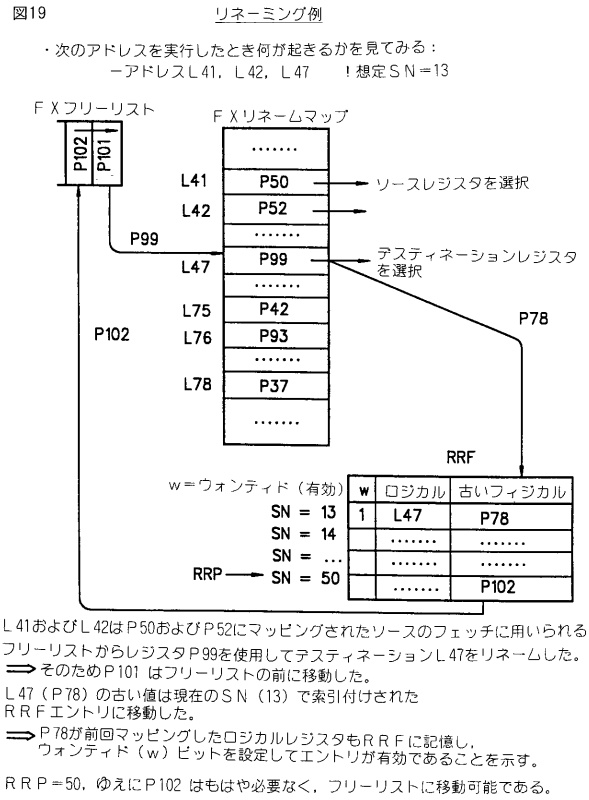 図19
リネーミング例
・次のアドレスを実行したとき何が起きるかを見てみる：
－アドレスL41, L42, L47 ！想定SN＝13
FXフリーリスト
FXリネームマップ
P102
P101
.......
L41
P50
ソースレジスタを選択
L42
P52
.......
P99
L47
P99
デスティネーションレジスタ
を選択
L75
P42
P78
P102
L76
P93
.......
L78
P37
.......
RRF
w＝ウォンティド（有効）
w
ロジカル
古いフィジカル
SN = 13
1
L47
P78
SN = 14
.......
.......
SN = ...
.......
.......
RRP
SN = 50
.......
P102
L41およびL42はP50およびP52にマッピングされたソースのフェッチに用いられる
フリーリストからレジスタP99を使用してデスティネーションL47をリネームした。
⇒そのためP101 はフリーリストの前に移動した。
L47（P78）の古い値は現在のSN（13）で索引付けされた
RRFエントリに移動した。
⇒P78が前回マッピングしたロジカルレジスタもRRFに記憶し,
ウォンティド（w）ビットを設定してエントリが有効であることを示す。
RRP＝50, ゆえにP102 はもはや必要なく, フリーリストに移動可能である。